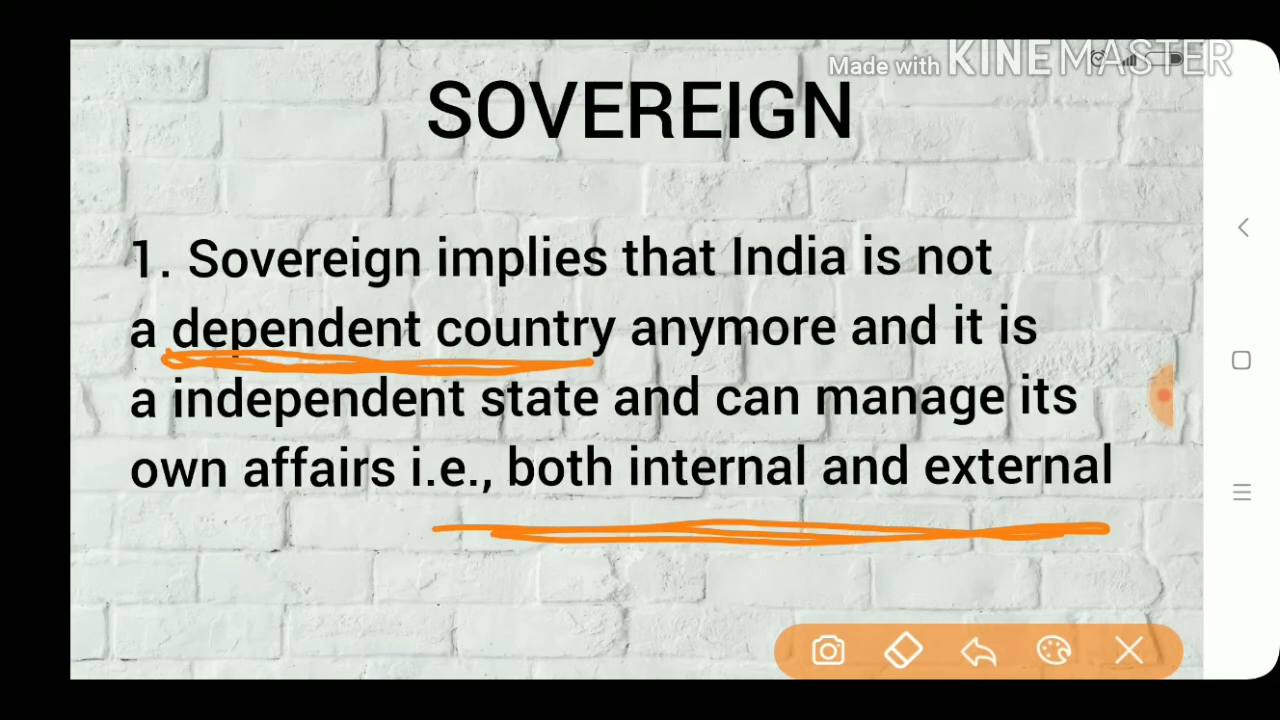 Made with KINEMASTER
SOVEREIGN
1. Sovereign implies that India is not
a dependent country anymore and it is
a independent state and can manage its
own affairs i.e., both internal and external